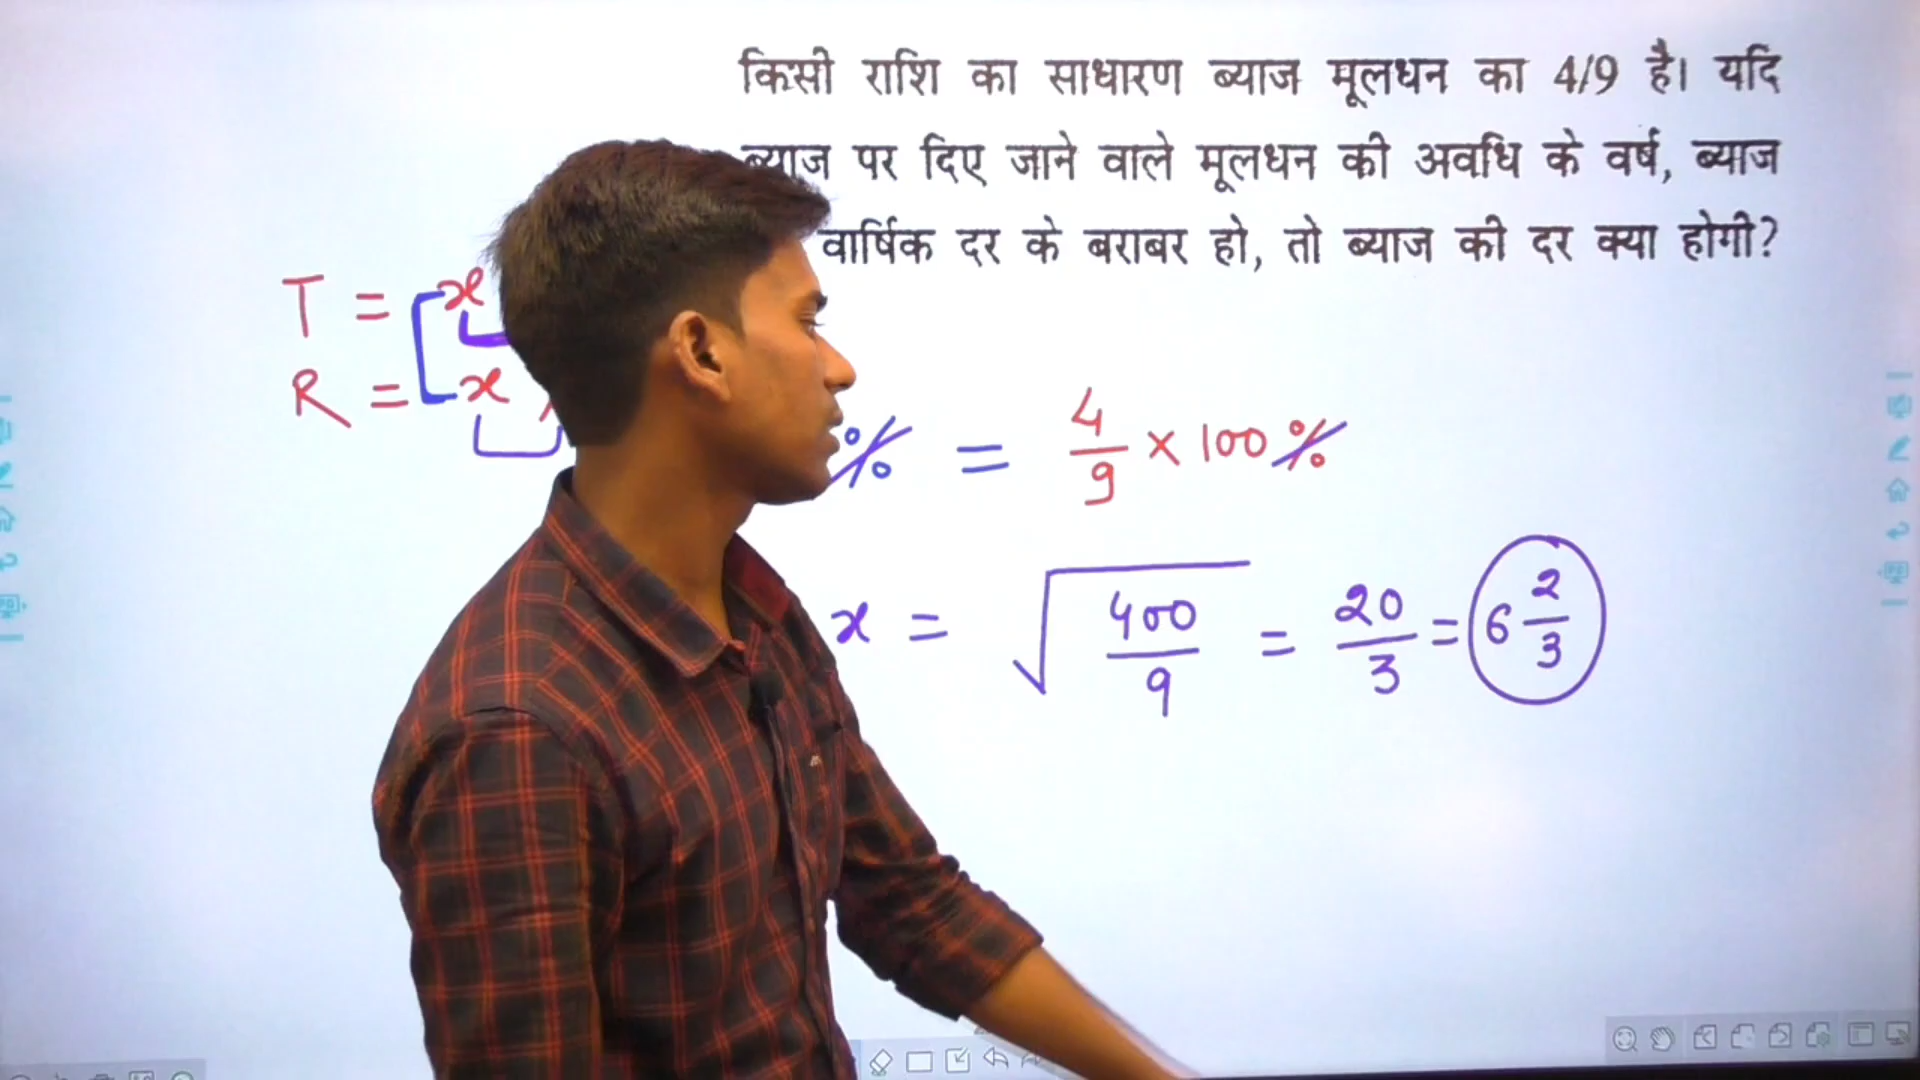 किसी राशि का साधारण ब्याज मूलधन का 4/9 है। यदि
ब्याज पर दिए जाने वाले मूलधन की अवधि के वर्ष, ब्याज
वार्षिक दर के बराबर हो, तो ब्याज की दर क्या होगी?
T = x
R = x
% = 4/9 × 100 %
x = √(400/9) = 20/3 = 6 2/3